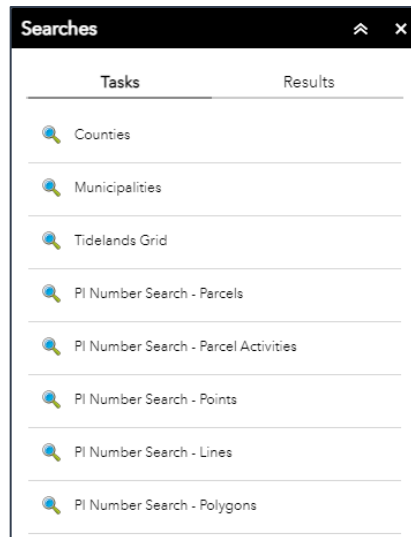 Searches
Tasks Results
Counties
Municipalities
Tidelands Grid
PI Number Search - Parcels
PI Number Search - Parcel Activities
PI Number Search - Points
PI Number Search - Lines
PI Number Search - Polygons